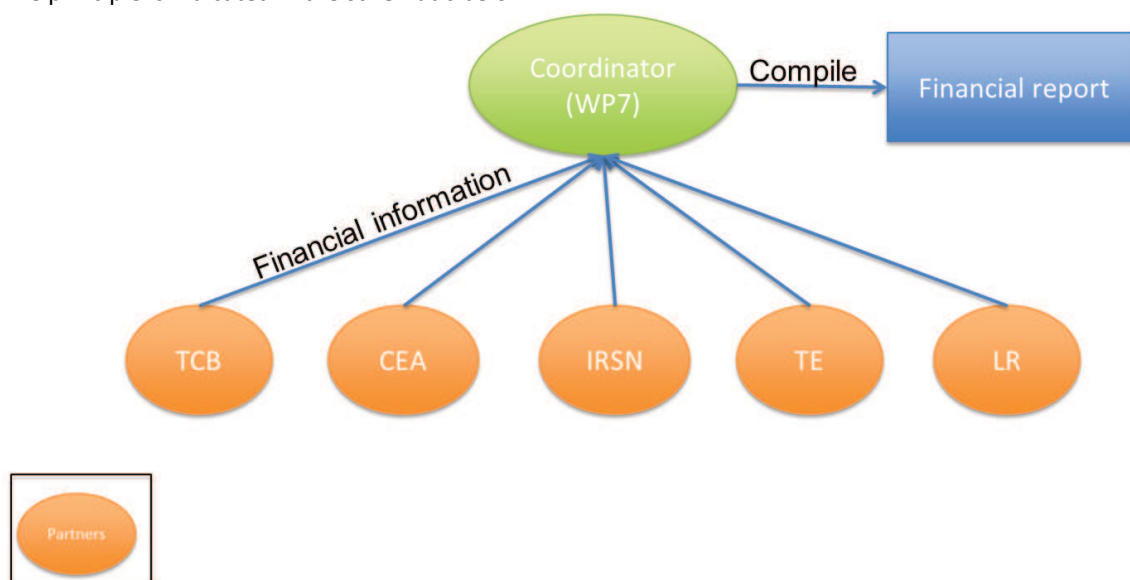 Coordinator
(WP7)
Compile
Financial report
Financial information
TCB
CEA
IRSN
TE
LR
Partners